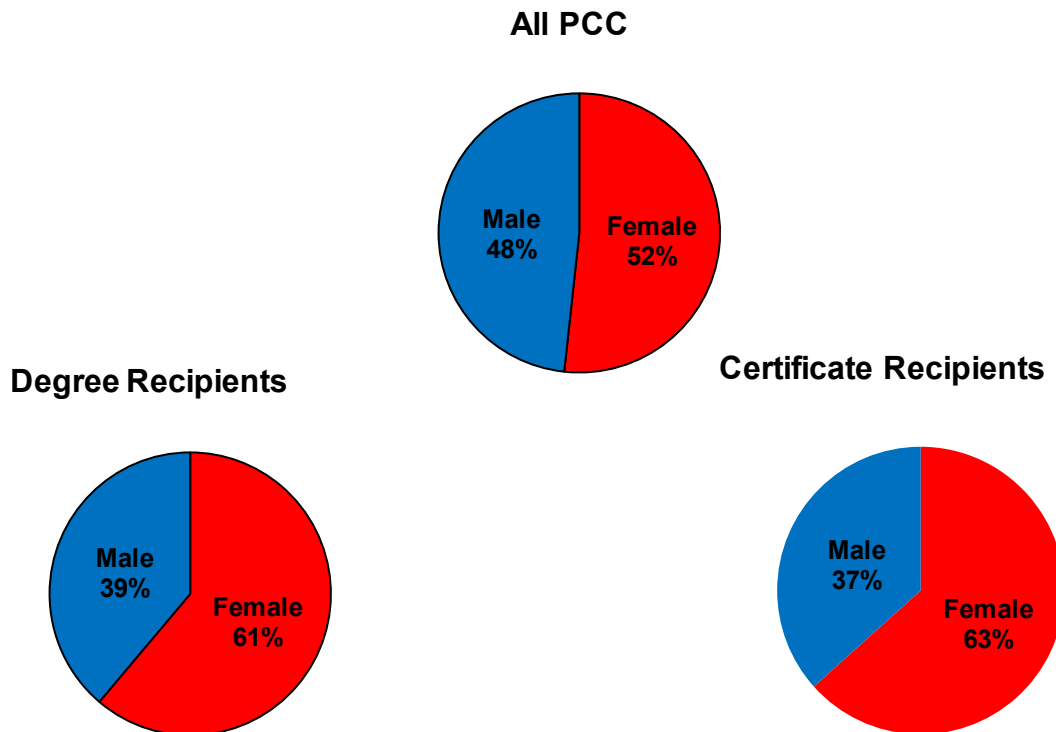 All PCC
Male
48%
Female
52%
Degree Recipients
Certificate Recipients
Male
39%
Female
61%
Male
37%
Female
63%